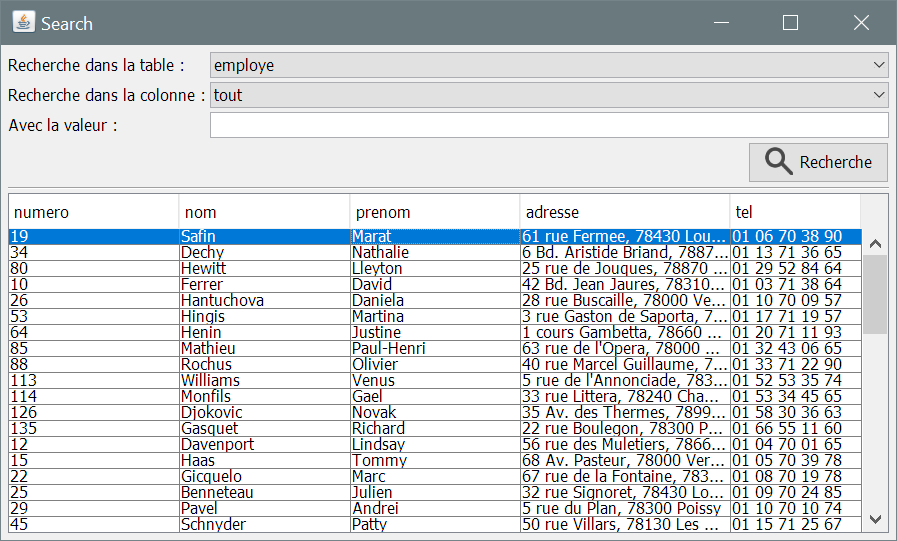 Search
Recherche dans la table : employe
Recherche dans la colonne : tout
Avec la valeur :
Recherche
numero nom prenom adresse tel
19 Safin Marat 61 rue Fermee, 78430 Lou... 01 06 70 38 90
34 Dechy Nathalie 6 Bd. Aristide Briand, 7887... 01 13 71 36 65
80 Hewitt Lleyton 25 rue de Jouques, 78870 ... 01 29 52 84 64
10 Ferrer David 42 Bd. Jean Jaures, 78310... 01 03 71 38 64
26 Hantuchova Daniela 28 rue Buscaille, 78000 Ve... 01 10 70 09 57
53 Hingis Martina 3 rue Gaston de Saporta, 7... 01 17 71 19 57
64 Henin Justine 1 cours Gambetta, 78660 ... 01 20 71 11 93
85 Mathieu Paul-Henri 63 rue de l'Opera, 78000 ... 01 32 43 06 65
88 Rochus Olivier 40 rue Marcel Guillaume, 7... 01 33 71 22 90
113 Williams Venus 5 rue de l'Annonciade, 783... 01 52 53 35 74
114 Monfils Gael 33 rue Littera, 78240 Cha... 01 53 34 45 65
126 Djokovic Novak 35 Av. des Thermes, 7899... 01 58 30 36 63
135 Gasquet Richard 22 rue Boulegon, 78300 P... 01 66 55 11 60
12 Davenport Lindsay 56 rue des Muletiers, 7866... 01 04 70 01 65
15 Haas Tommy 68 Av. Pasteur, 78000 Ver... 01 05 70 39 78
22 Gicquelo Marc 67 rue de la Fontaine, 783... 01 08 70 19 78
25 Benneteau Julien 32 rue Signoret, 78430 Lo... 01 09 70 24 85
29 Pavel Andrei 5 rue du Plan, 78300 Poissy 01 10 70 10 74
45 Schnyder Patty 50 rue Villars, 78130 Les ... 01 15 71 25 67